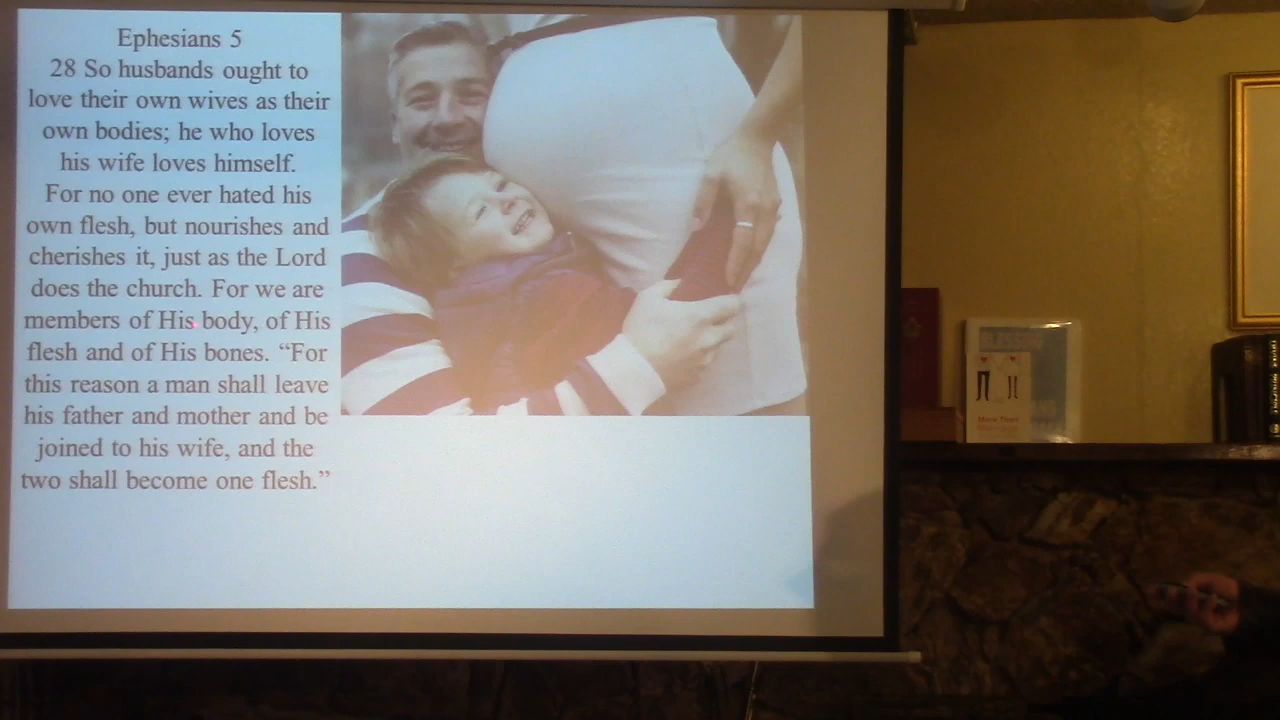 Ephesians 5
28 So husbands ought to
love their own wives as their
own bodies; he who loves
his wife loves himself.
For no one ever hated his
own flesh, but nourishes and
cherishes it, just as the Lord
does the church. For we are
members of His body, of His
flesh and of His bones. “For
this reason a man shall leave
his father and mother and be
joined to his wife, and the
two shall become one flesh.”